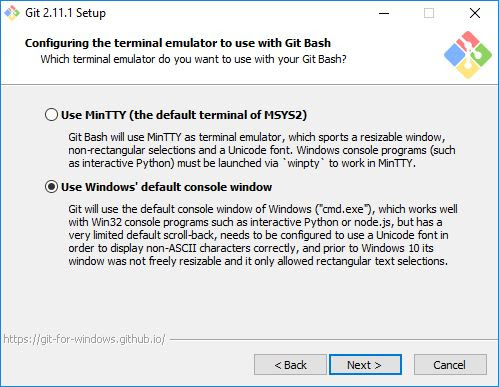 Git 2.11.1 Setup
Configuring the terminal emulator to use with Git Bash
Which terminal emulator do you want to use with your Git Bash?
Use MinTTY (the default terminal of MSYS2)
Git Bash will use MinTTY as terminal emulator, which sports a resizable window,
non-rectangular selections and a Unicode font. Windows console programs (such
as interactive Python) must be launched via `winpty` to work in MinTTY.
Use Windows' default console window
Git will use the default console window of Windows ("cmd.exe"), which works well
with Win32 console programs such as interactive Python or node.js, but has a
very limited default scroll-back, needs to be configured to use a Unicode font in
order to display non-ASCII characters correctly, and prior to Windows 10 its
window was not freely resizable and it only allowed rectangular text selections.
https://git-for-windows.github.io/
< Back
Next >
Cancel